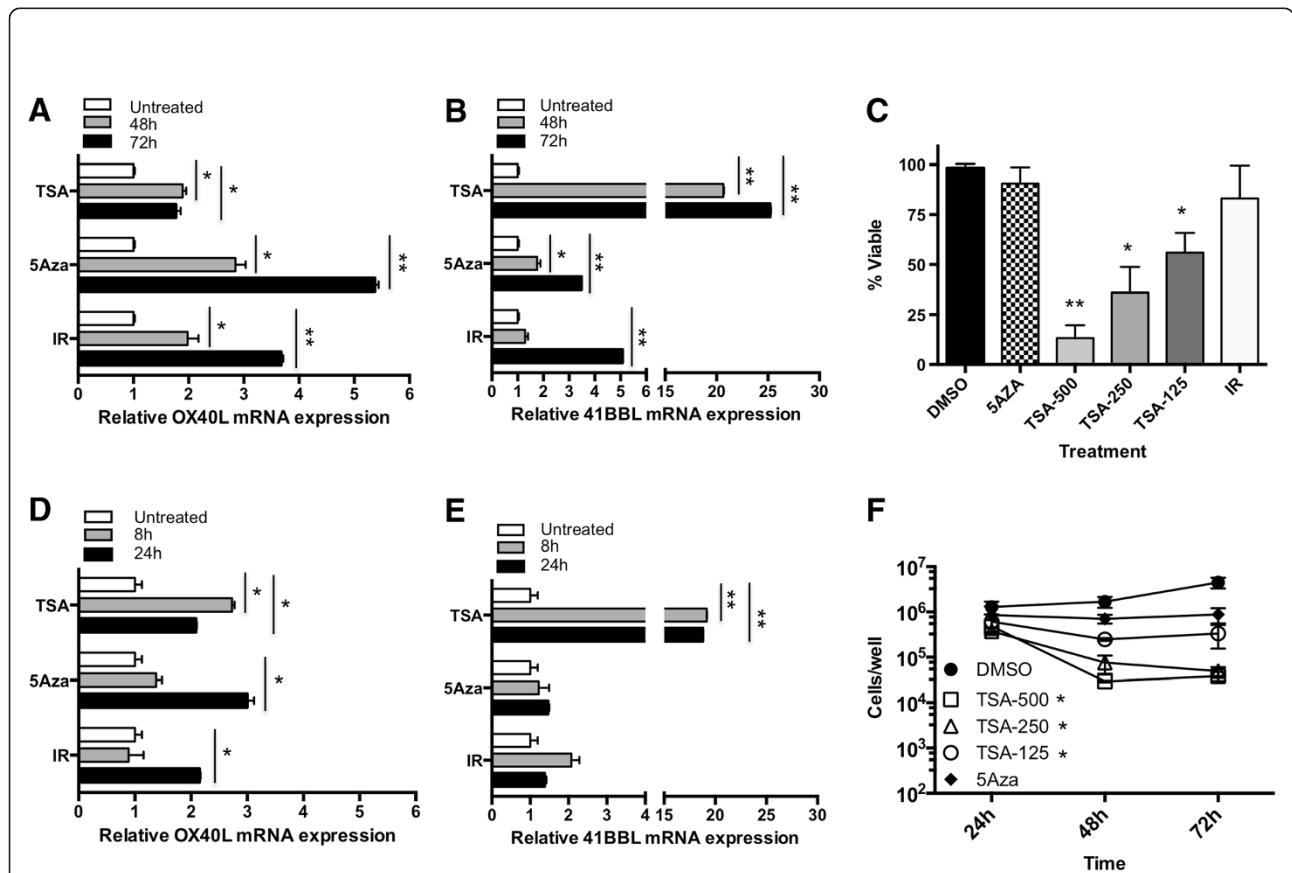 A
Untreated
48h
72h
TSA
5Aza
IR
*
*
*
**
*
**
0 1 2 3 4 5 6
Relative OX40L mRNA expression
B
Untreated
48h
72h
TSA
5Aza
IR
**
**
*
**
**
0 1 2 3 4 5 6 15 20 25 30
Relative 41BBL mRNA expression
C
100
75
50
25
0
% Viable
**
*
*
DMSO
5AZA
TSA-500
TSA-250
TSA-125
IR
Treatment
D
Untreated
8h
24h
TSA
5Aza
IR
*
*
*
*
0 1 2 3 4 5 6
Relative OX40L mRNA expression
E
Untreated
8h
24h
TSA
5Aza
IR
**
**
0 1 2 3 4 15 20 25 30
Relative 41BBL mRNA expression
F
10⁷
10⁶
10⁵
10⁴
10³
10²
Cells/well
DMSO
TSA-500 *
TSA-250 *
TSA-125 *
5Aza
24h
48h
72h
Time